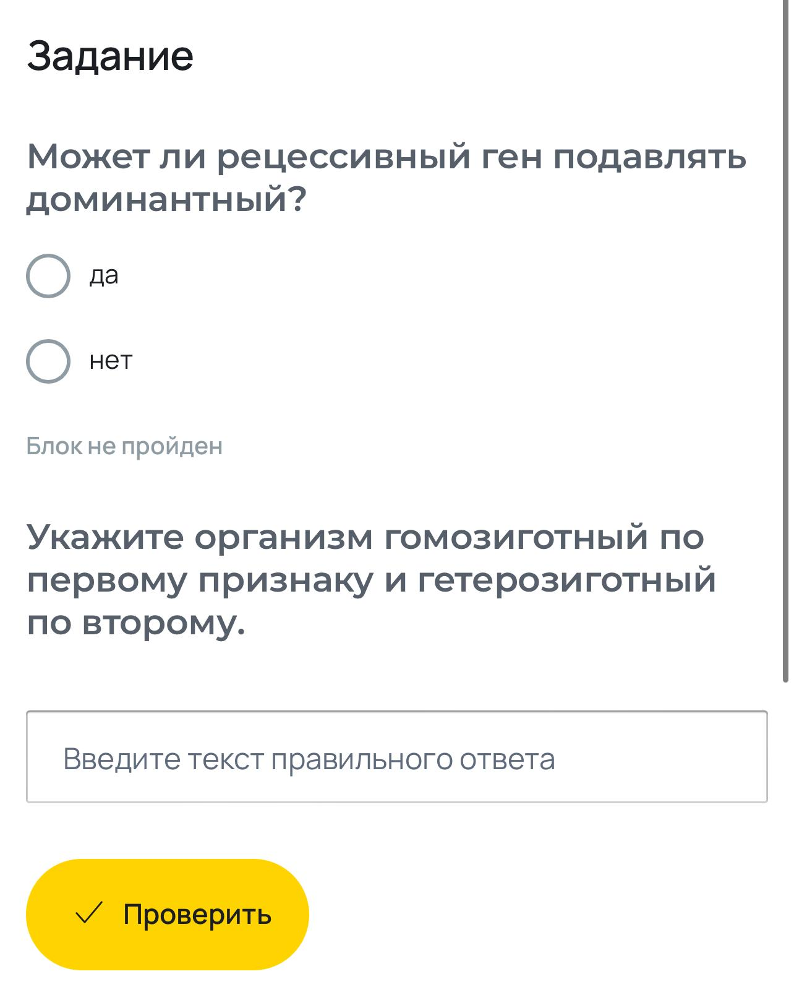 Задание
Может ли рецессивный ген подавлять
доминантный?
да
нет
Блок не пройден
Укажите организм гомозиготный по
первому признаку и гетерозиготный
по второму.
Введите текст правильного ответа
Проверить